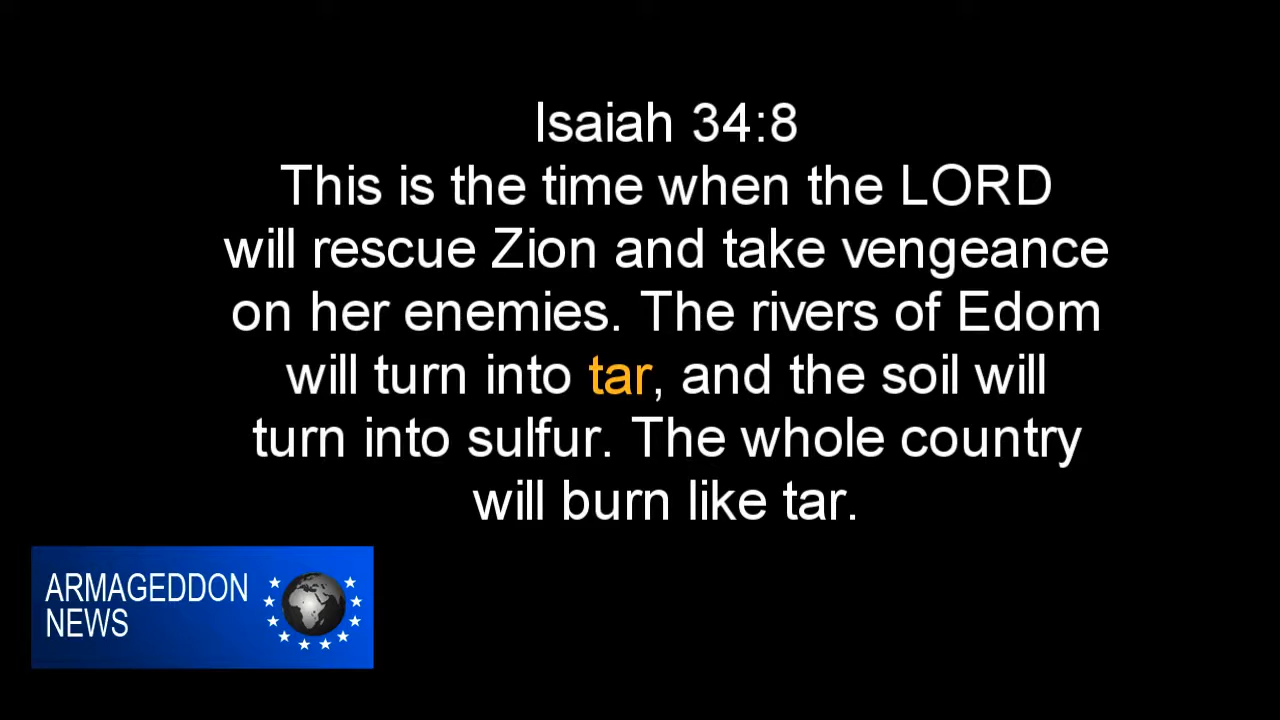 Isaiah 34:8
This is the time when the LORD
will rescue Zion and take vengeance
on her enemies. The rivers of Edom
will turn into tar, and the soil will
turn into sulfur. The whole country
will burn like tar.
ARMAGEDDON
NEWS